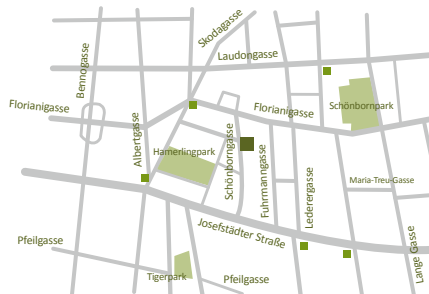 Skodagasse
Laudongasse
Bennogasse
Florianigasse
Florianigasse
Schönbornpark
Albertgasse
Hamerlingpark
Schönborngasse
Fuhrmanngasse
Lederergasse
Maria-Treu-Gasse
Josefstädter Straße
Lange Gasse
Pfeilgasse
Tigerpark
Pfeilgasse